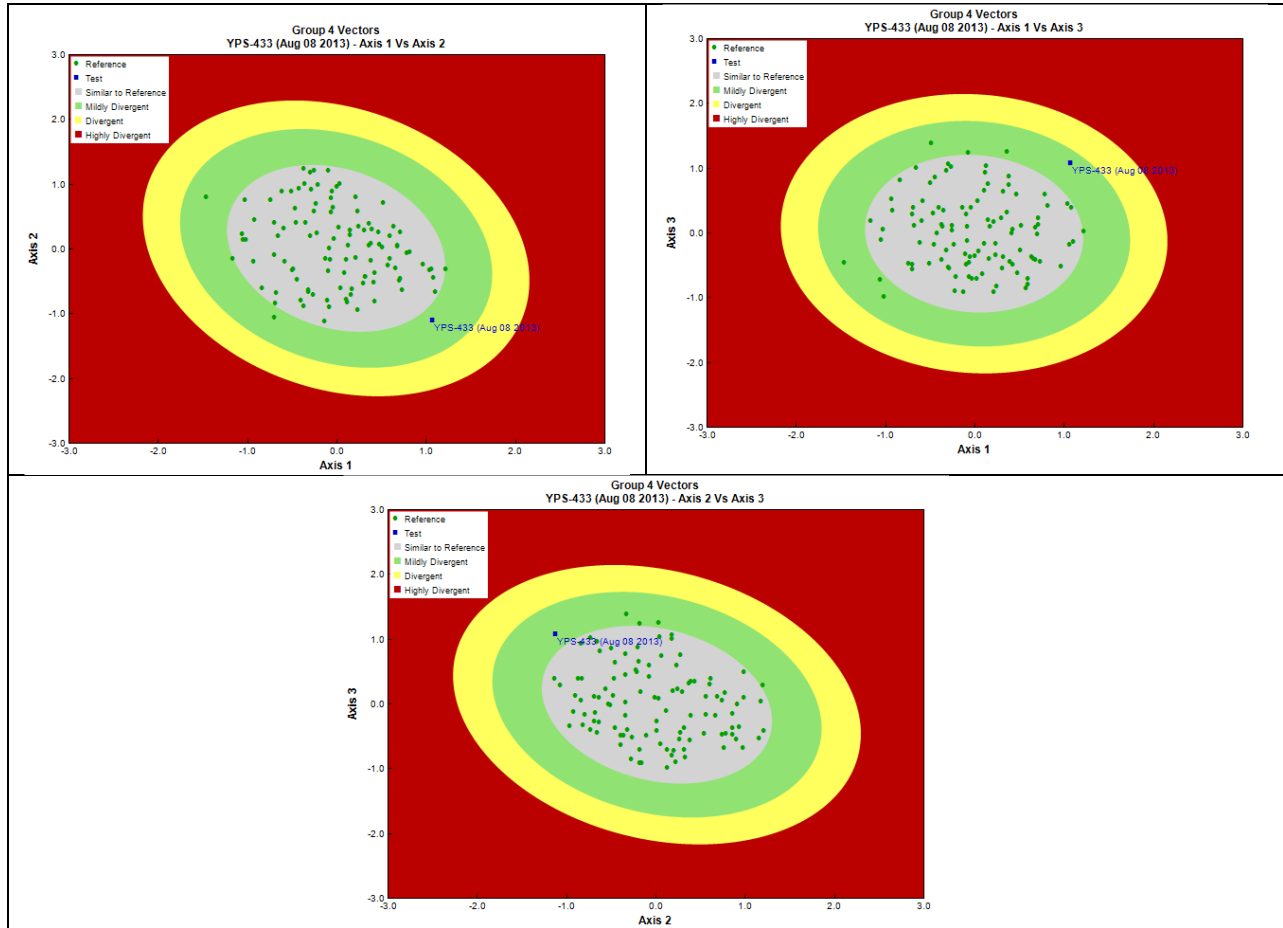 Group 4 Vectors
YPS-433 (Aug 08 2013) - Axis 1 Vs Axis 2
3.0
2.0
1.0
0.0
-1.0
-2.0
-3.0
Axis 2
Reference
Test
Similar to Reference
Mildly Divergent
Divergent
Highly Divergent
YPS-433 (Aug 08 2013)
-3.0 -2.0 -1.0 0.0 1.0 2.0 3.0
Axis 1
Group 4 Vectors
YPS-433 (Aug 08 2013) - Axis 1 Vs Axis 3
3.0
2.0
1.0
0.0
-1.0
-2.0
-3.0
Axis 3
Reference
Test
Similar to Reference
Mildly Divergent
Divergent
Highly Divergent
YPS-433 (Aug 08 2013)
-3.0 -2.0 -1.0 0.0 1.0 2.0 3.0
Axis 1
Group 4 Vectors
YPS-433 (Aug 08 2013) - Axis 2 Vs Axis 3
3.0
2.0
1.0
0.0
-1.0
-2.0
-3.0
Axis 3
Reference
Test
Similar to Reference
Mildly Divergent
Divergent
Highly Divergent
YPS-433 (Aug 08 2013)
-3.0 -2.0 -1.0 0.0 1.0 2.0 3.0
Axis 2